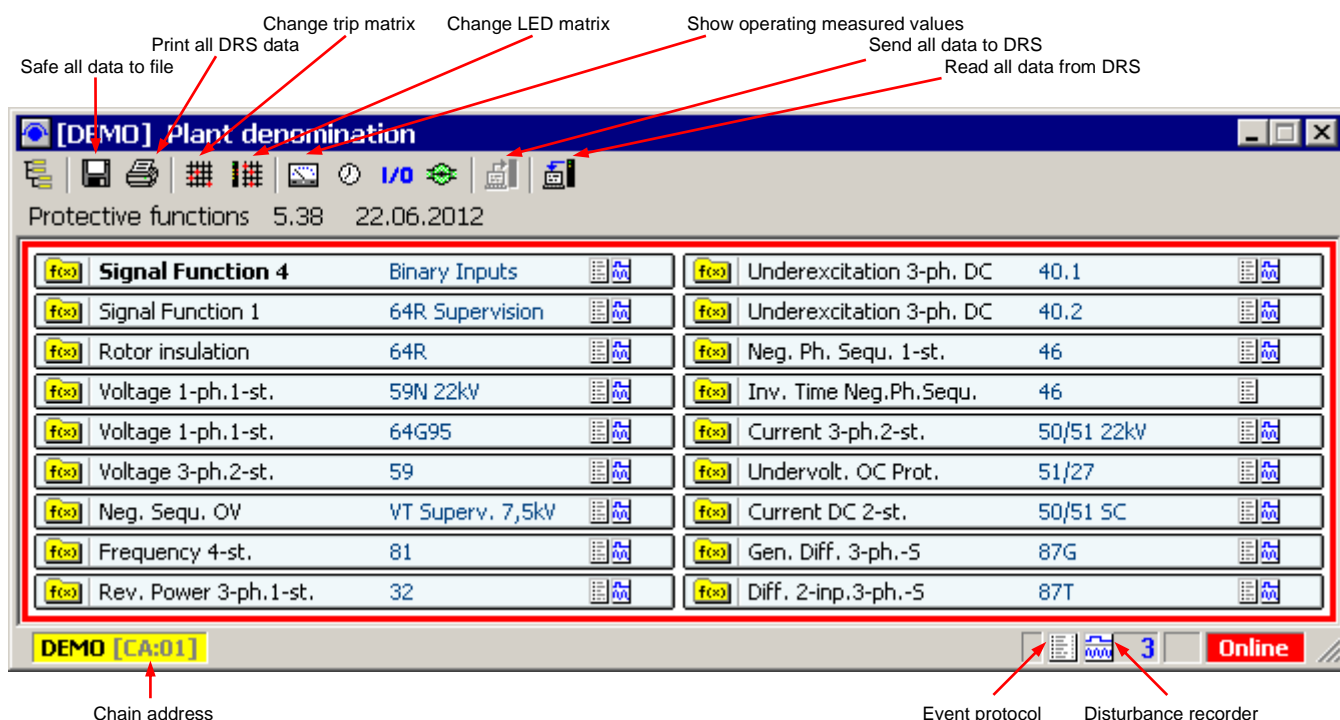 Change trip matrix Change LED matrix Show operating measured values
Print all DRS data Send all data to DRS
Safe all data to file Read all data from DRS
[DEMO] Plant denomination
I/O
Protective functions 5.38 22.06.2012
f(x) Signal Function 4 Binary Inputs
f(x) Signal Function 1 64R Supervision
f(x) Rotor insulation 64R
f(x) Voltage 1-ph.1-st. 59N 22kV
f(x) Voltage 1-ph.1-st. 64G95
f(x) Voltage 3-ph.2-st. 59
f(x) Neg. Sequ. OV VT Superv. 7,5kV
f(x) Frequency 4-st. 81
f(x) Rev. Power 3-ph.1-st. 32
f(x) Underexcitation 3-ph. DC 40.1
f(x) Underexcitation 3-ph. DC 40.2
f(x) Neg. Ph. Sequ. 1-st. 46
f(x) Inv. Time Neg.Ph.Sequ. 46
f(x) Current 3-ph.2-st. 50/51 22kV
f(x) Undervolt. OC Prot. 51/27
f(x) Current DC 2-st. 50/51 SC
f(x) Gen. Diff. 3-ph.-S 87G
f(x) Diff. 2-inp.3-ph.-S 87T
DEMO [CA:01] 3 Online
Chain address Event protocol Disturbance recorder